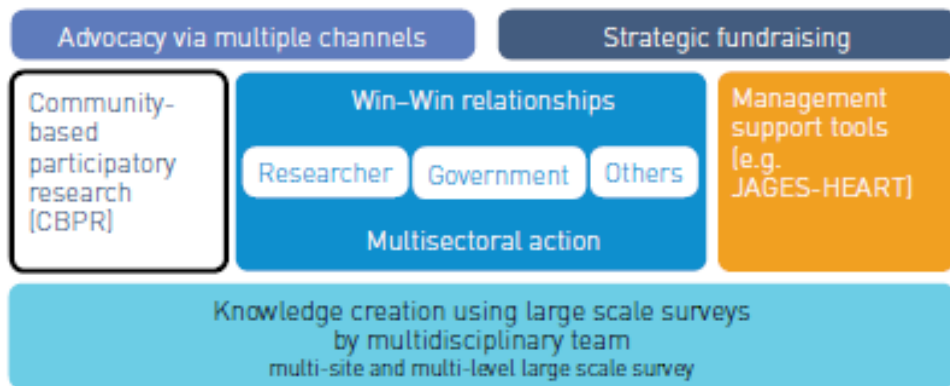 Advocacy via multiple channels
Strategic fundraising
Community-
based
participatory
research
(CBPR)
Win–Win relationships
Researcher
Government
Others
Multisectoral action
Management
support tools
(e.g.
JAGES-HEART)
Knowledge creation using large scale surveys
by multidisciplinary team
multi-site and multi-level large scale survey